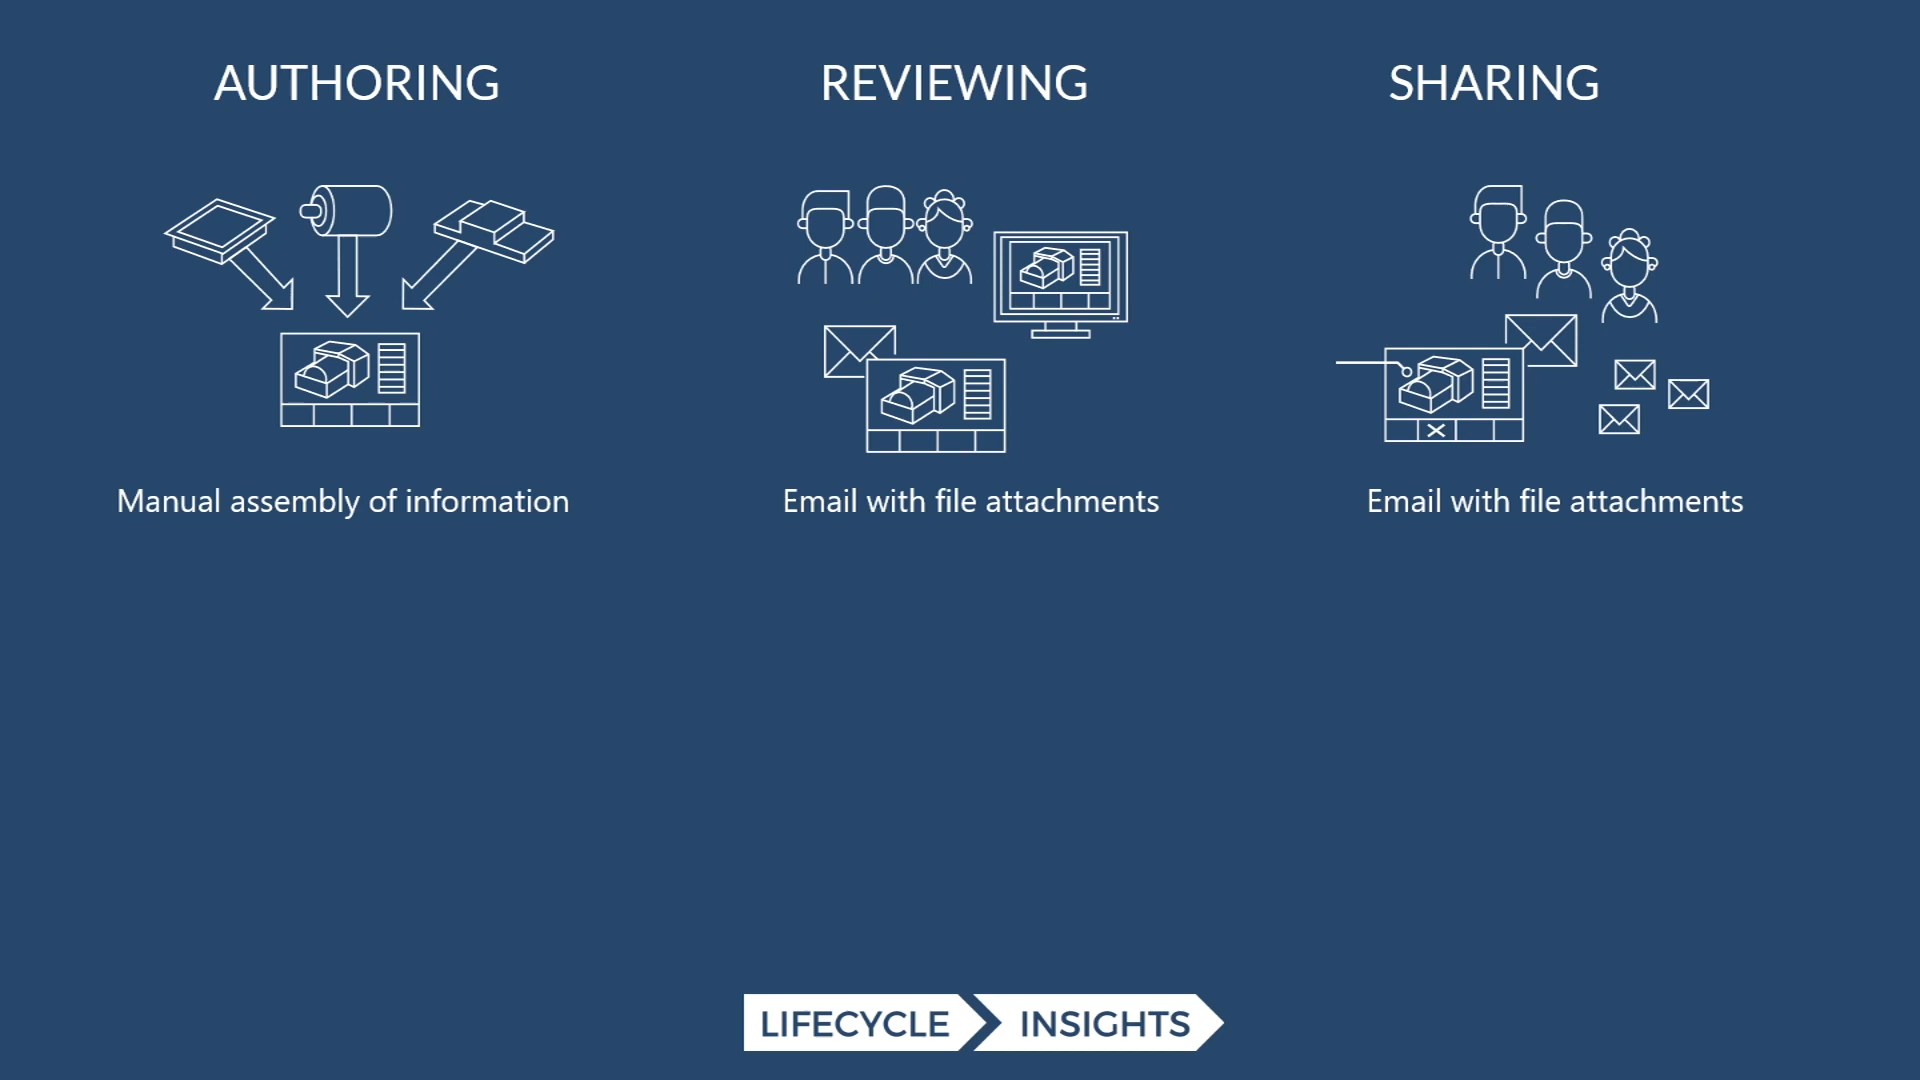 AUTHORING
REVIEWING
SHARING
Manual assembly of information
Email with file attachments
Email with file attachments
LIFECYCLE INSIGHTS